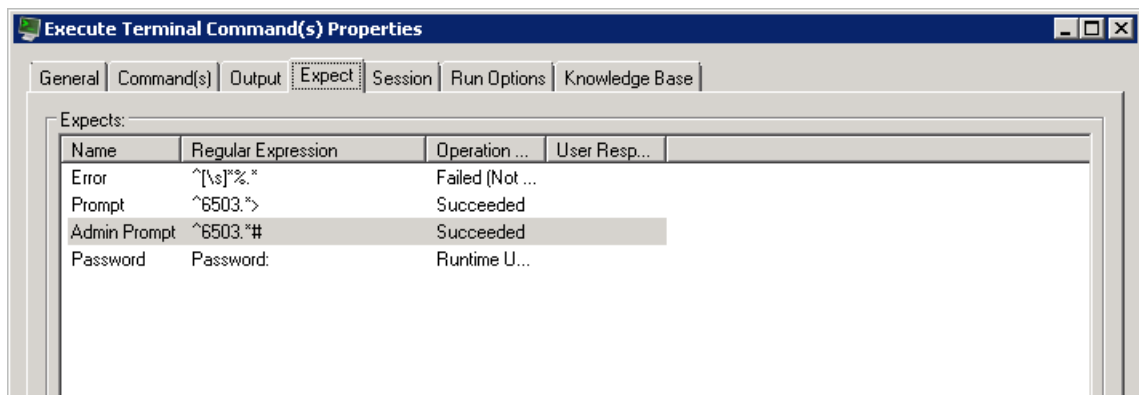 Execute Terminal Command(s) Properties
General Command(s) Output Expect Session Run Options Knowledge Base
Expects:
Name Regular Expression Operation ... User Resp...
Error ^[\s]*%.* Failed (Not ...
Prompt ^6503.*> Succeeded
Admin Prompt ^6503.*# Succeeded
Password Password: Runtime U...